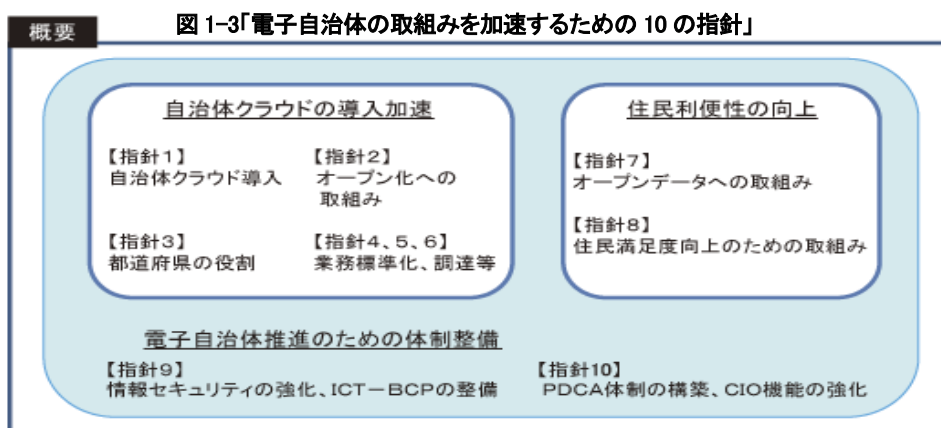 図 1-3「電子自治体の取組みを加速するための 10 の指針」
概要
自治体クラウドの導入加速
【指針1】
自治体クラウド導入
【指針2】
オープン化への
取組み
【指針3】
都道府県の役割
【指針4、5、6】
業務標準化、調達等
住民利便性の向上
【指針7】
オープンデータへの取組み
【指針8】
住民満足度向上のための取組み
電子自治体推進のための体制整備
【指針9】
情報セキュリティの強化、ICT－BCPの整備
【指針10】
PDCA体制の構築、CIO機能の強化